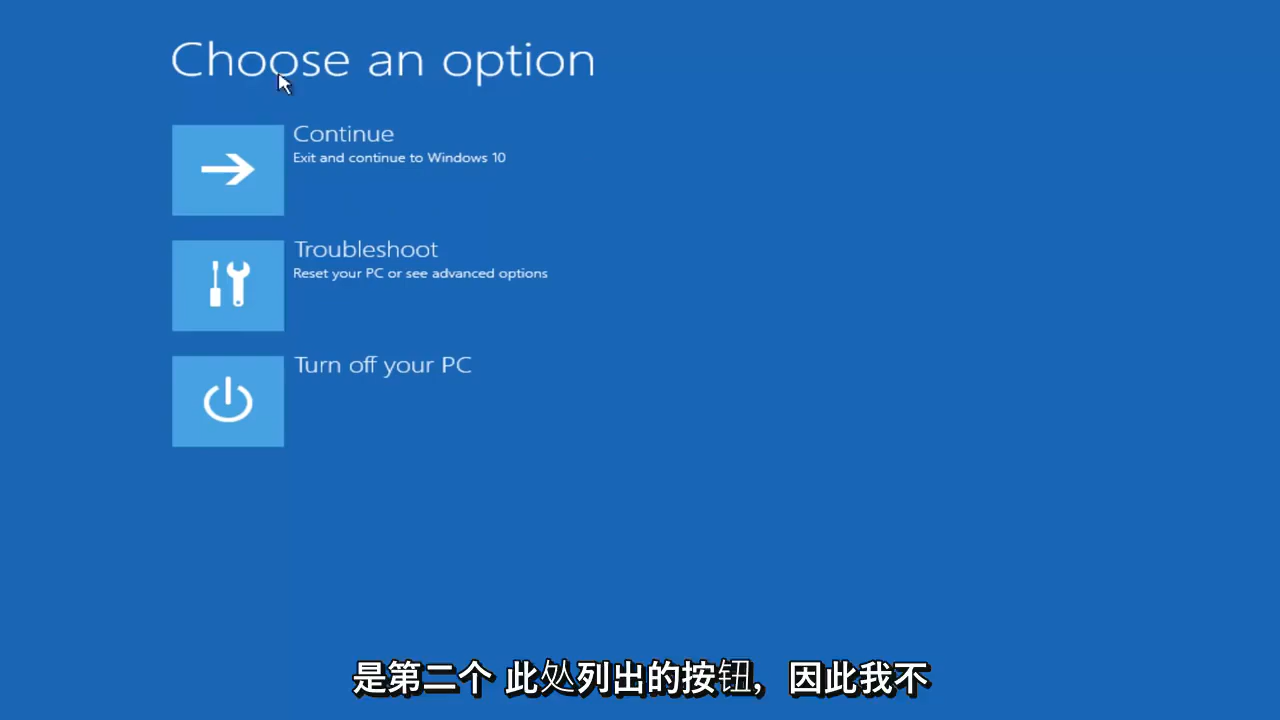 Choose an option
Continue
Exit and continue to Windows 10
Troubleshoot
Reset your PC or see advanced options
Turn off your PC
是第二个 此处列出的按钮，因此我不